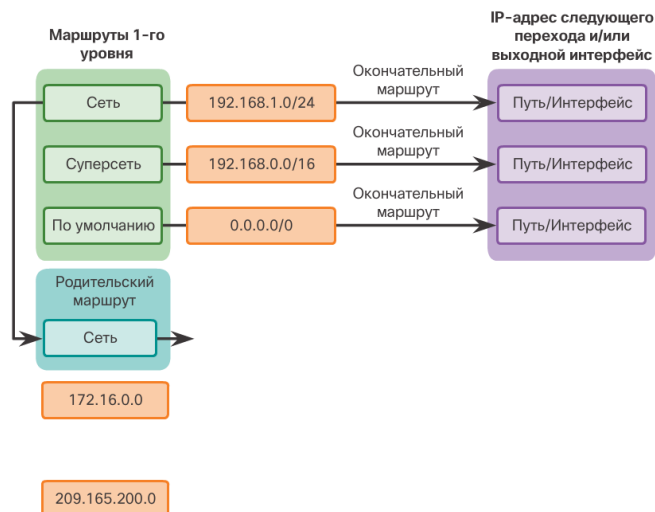 Маршруты 1-го
уровня
IP-адрес следующего
перехода и/или
выходной интерфейс
Сеть
192.168.1.0/24
Окончательный
маршрут
Путь/Интерфейс
Суперсеть
192.168.0.0/16
Окончательный
маршрут
Путь/Интерфейс
По умолчанию
0.0.0.0/0
Окончательный
маршрут
Путь/Интерфейс
Родительский
маршрут
Сеть
172.16.0.0
209.165.200.0